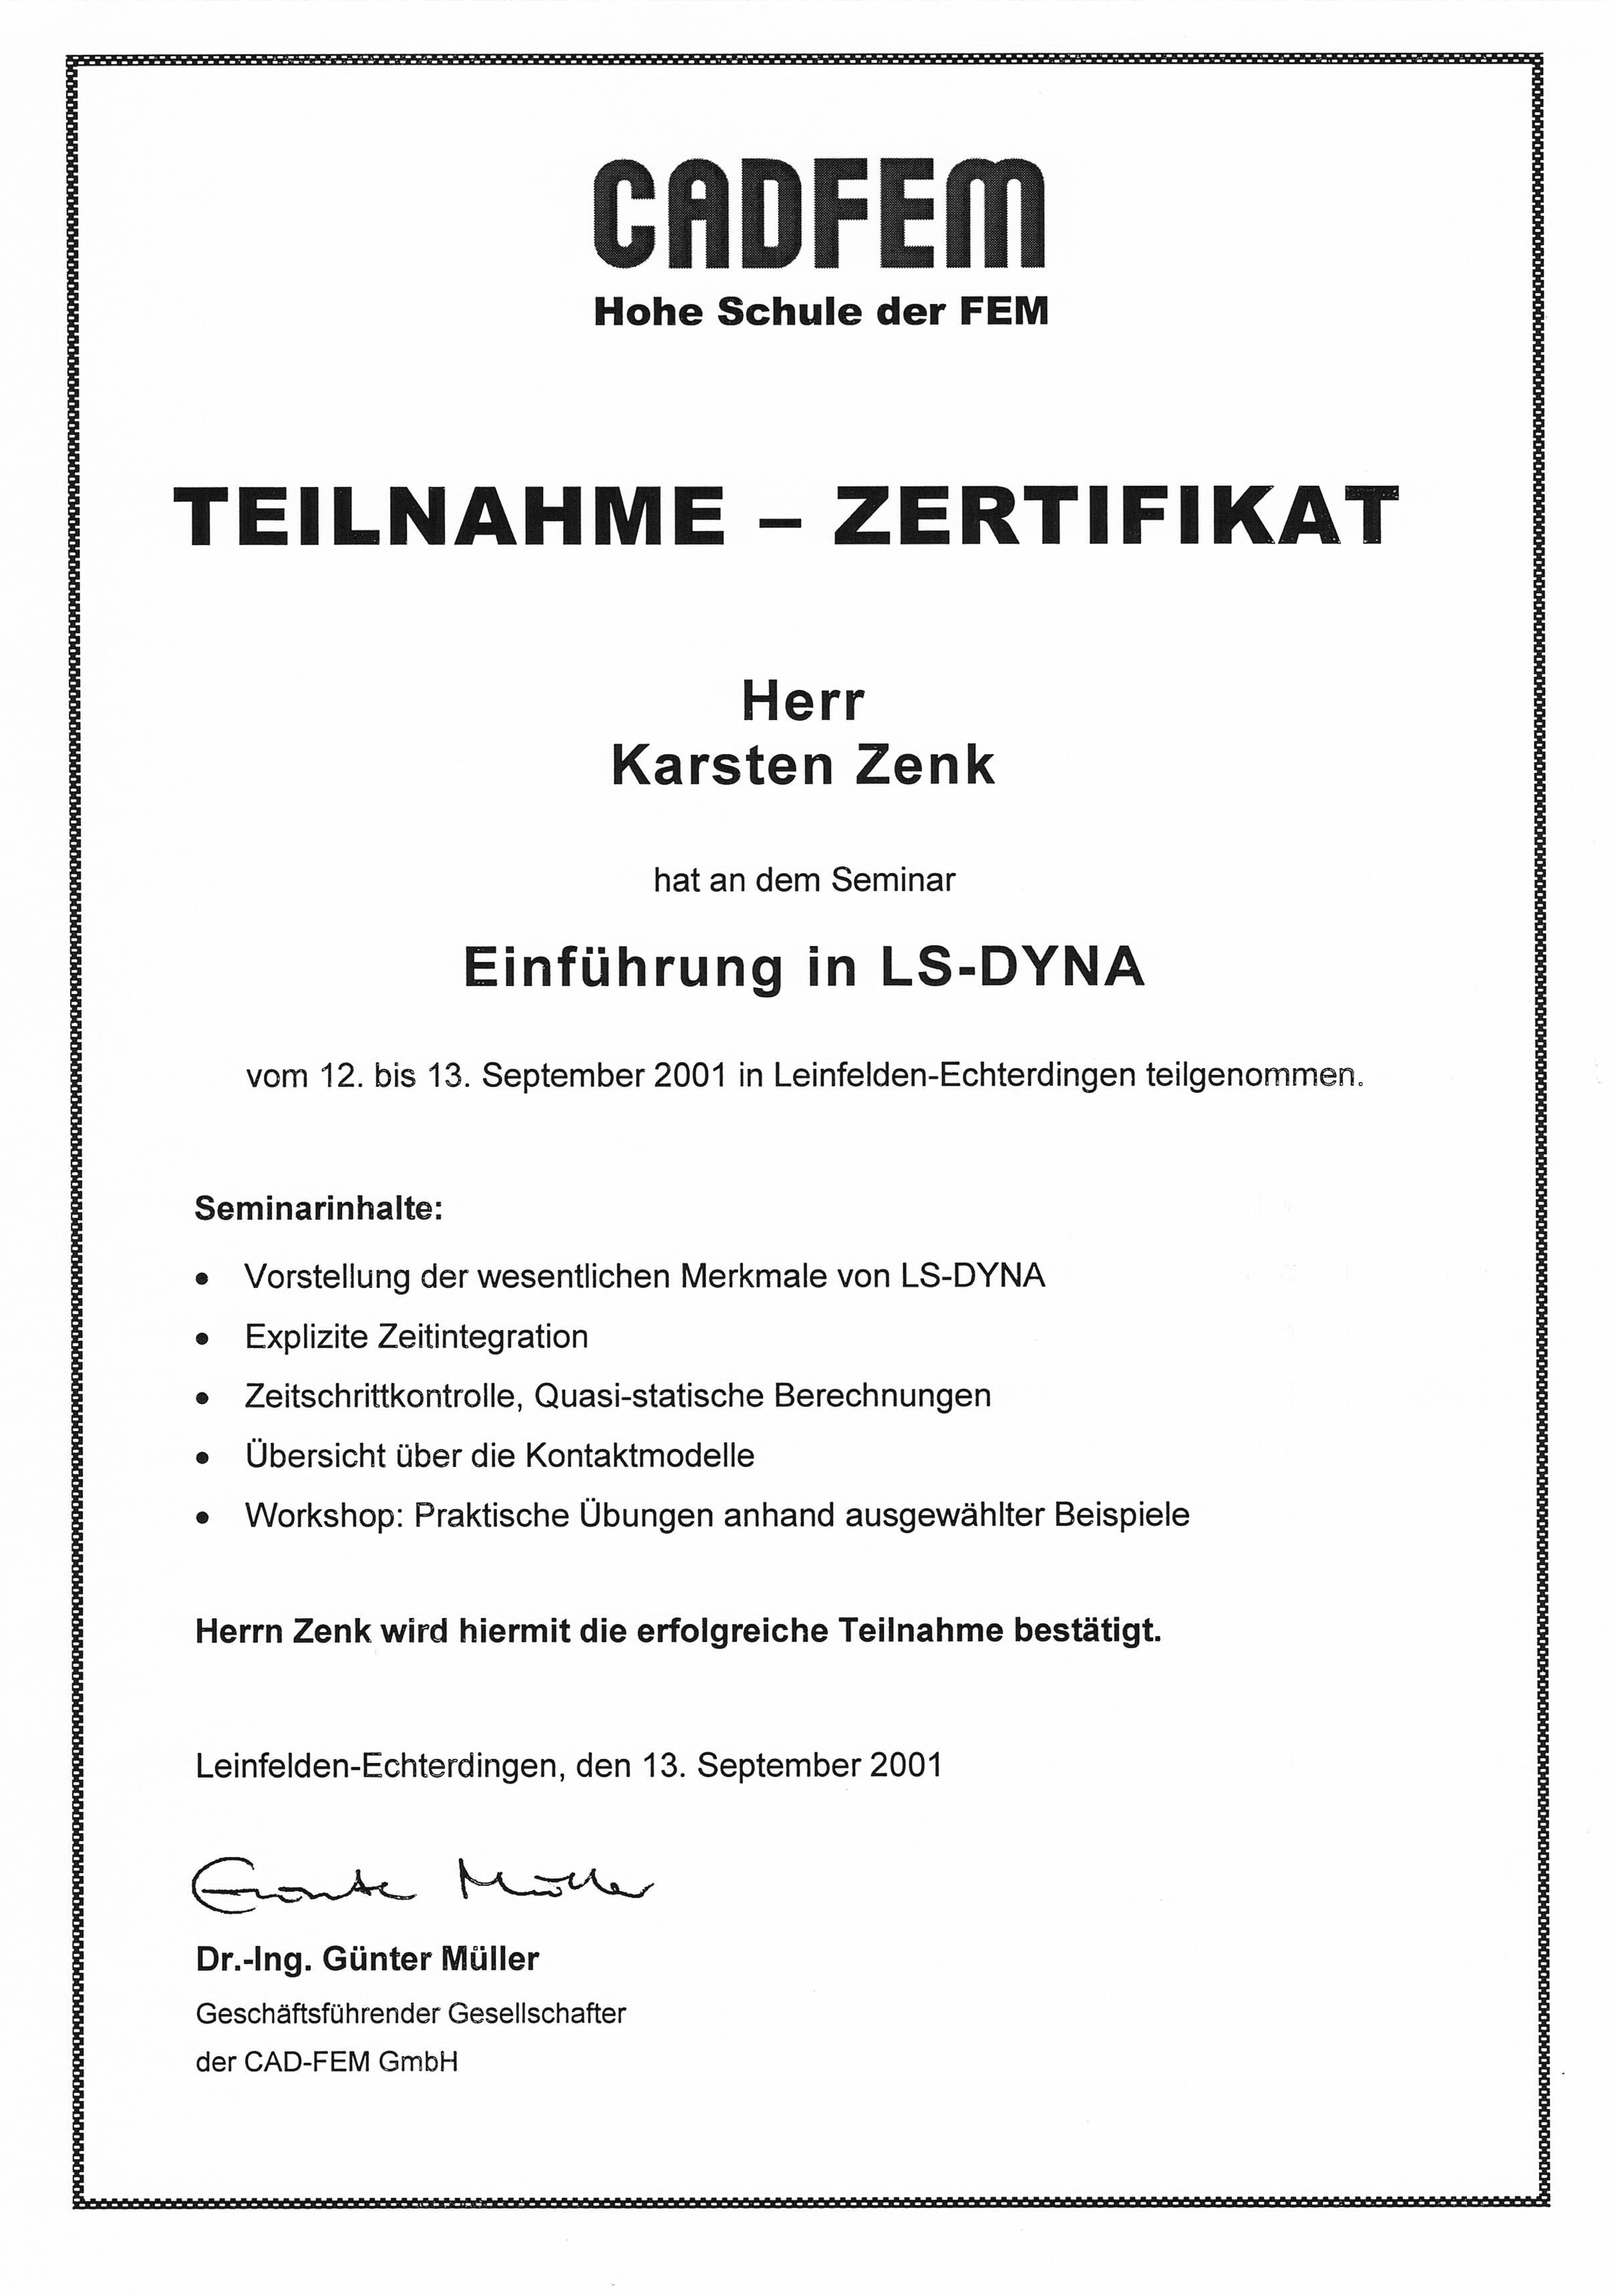 CADFEM
Hohe Schule der FEM
TEILNAHME – ZERTIFIKAT
Herr
Karsten Zenk
hat an dem Seminar
Einführung in LS-DYNA
vom 12. bis 13. September 2001 in Leinfelden-Echterdingen teilgenommen.
Seminarinhalte:
• Vorstellung der wesentlichen Merkmale von LS-DYNA
• Explizite Zeitintegration
• Zeitschrittkontrolle, Quasi-statische Berechnungen
• Übersicht über die Kontaktmodelle
• Workshop: Praktische Übungen anhand ausgewählter Beispiele
Herrn Zenk wird hiermit die erfolgreiche Teilnahme bestätigt.
Leinfelden-Echterdingen, den 13. September 2001
Günter Müller
Dr.-Ing. Günter Müller
Geschäftsführender Gesellschafter
der CAD-FEM GmbH